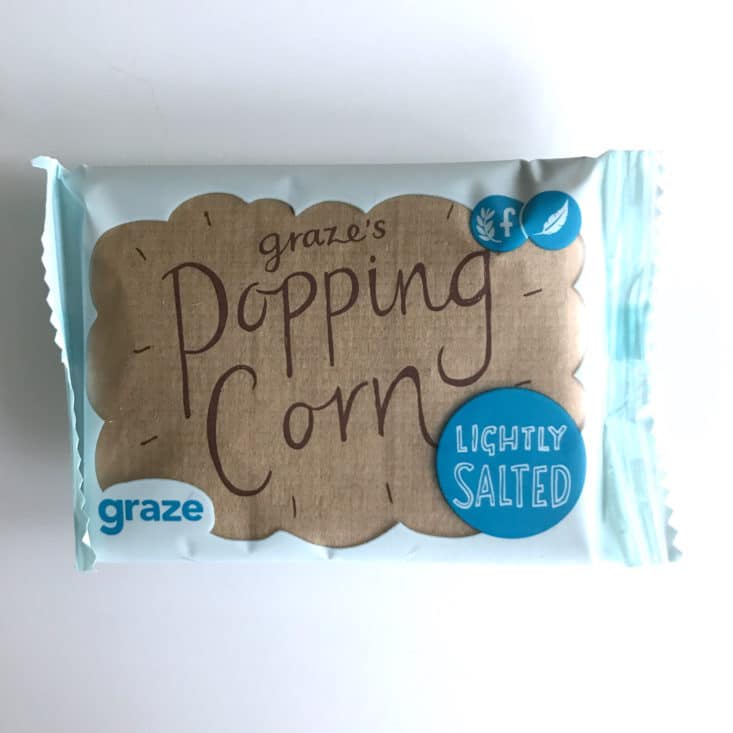 graze's
f
Popping
Corn
LIGHTLY
SALTED
graze